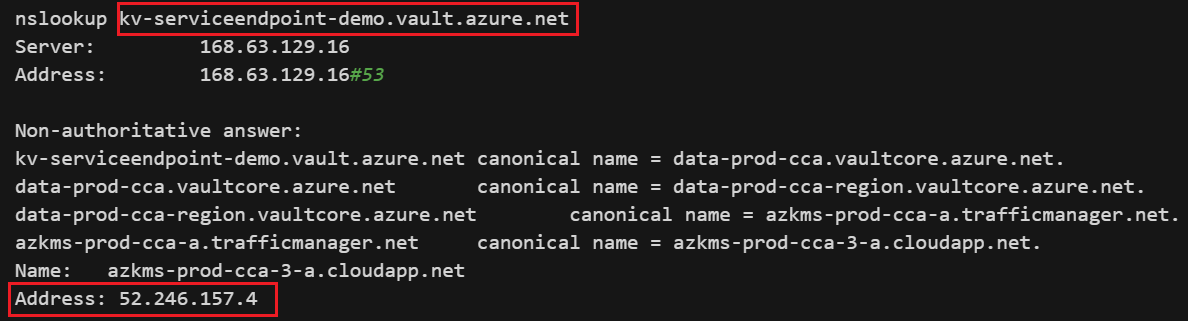 nslookup kv-serviceendpoint-demo.vault.azure.net
Server: 168.63.129.16
Address: 168.63.129.16#53
Non-authoritative answer:
kv-serviceendpoint-demo.vault.azure.net canonical name = data-prod-cca.vaultcore.azure.net.
data-prod-cca.vaultcore.azure.net canonical name = data-prod-cca-region.vaultcore.azure.net.
data-prod-cca-region.vaultcore.azure.net canonical name = azkms-prod-cca-a.trafficmanager.net.
azkms-prod-cca-a.trafficmanager.net canonical name = azkms-prod-cca-3-a.cloudapp.net.
Name: azkms-prod-cca-3-a.cloudapp.net
Address: 52.246.157.4